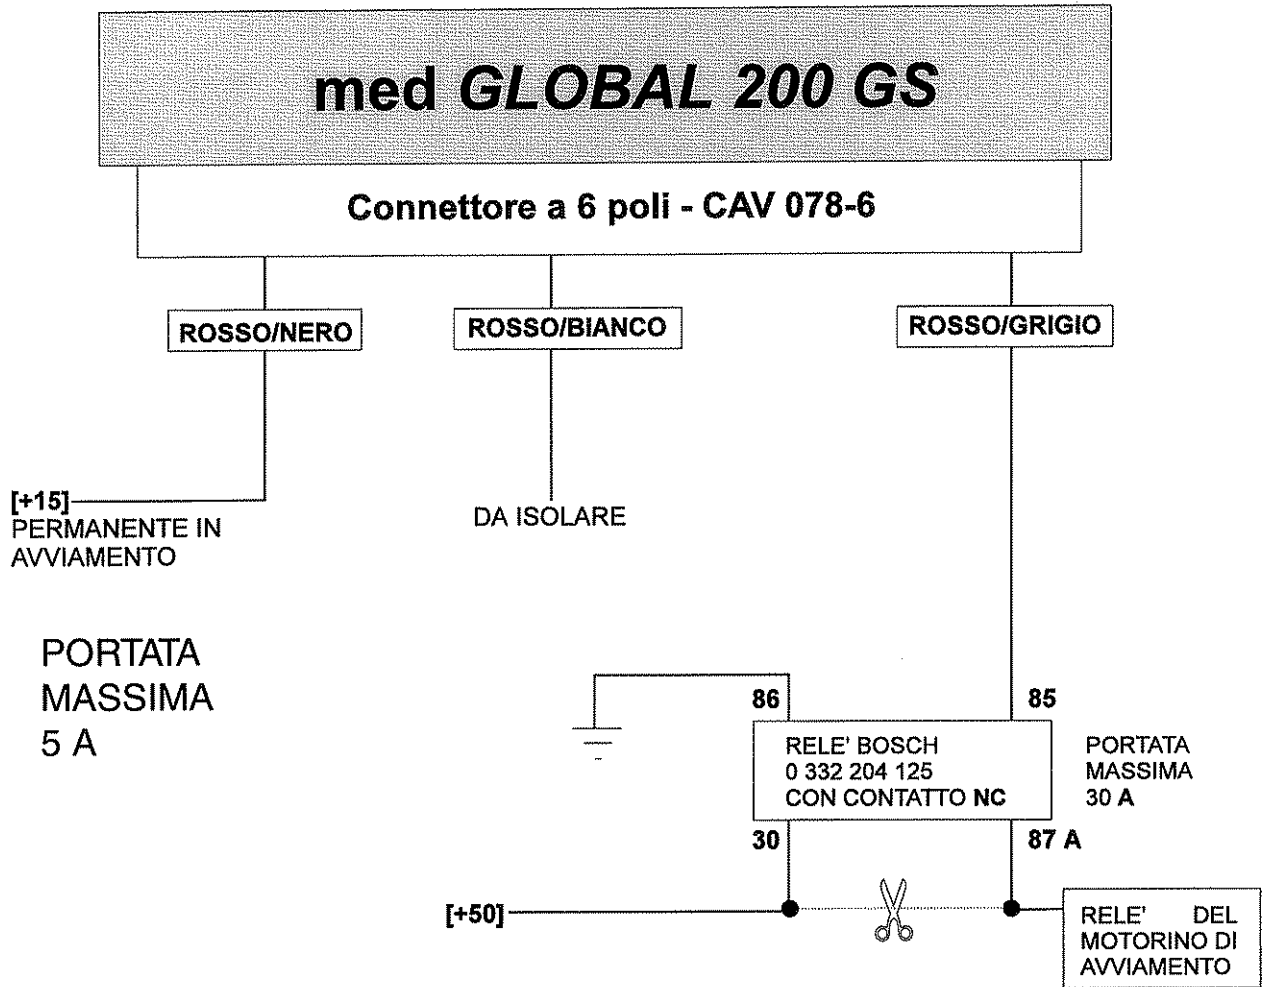 med GLOBAL 200 GS
Connettore a 6 poli - CAV 078-6
ROSSO/NERO
ROSSO/BIANCO
ROSSO/GRIGIO
[+15]
PERMANENTE IN
AVVIAMENTO
DA ISOLARE
PORTATA
MASSIMA
5 A
86
85
RELE' BOSCH
0 332 204 125
CON CONTATTO NC
PORTATA
MASSIMA
30 A
30
87 A
[+50]
RELE' DEL
MOTORINO DI
AVVIAMENTO